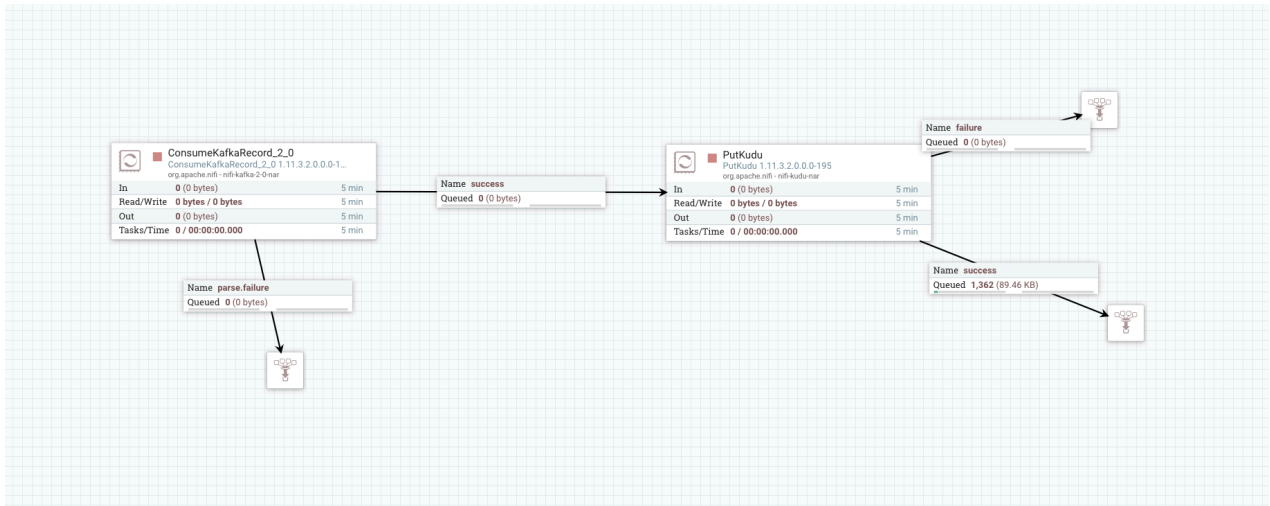 ConsumeKafkaRecord_2_0
ConsumeKafkaRecord_2_0 1.11.3.2.0.0.0-1...
org.apache.nifi - nifi-kafka-2-0-nar
In 0 (0 bytes) 5 min
Read/Write 0 bytes / 0 bytes 5 min
Out 0 (0 bytes) 5 min
Tasks/Time 0 / 00:00:00.000 5 min
Name success
Queued 0 (0 bytes)
Name parse.failure
Queued 0 (0 bytes)
PutKudu
PutKudu 1.11.3.2.0.0.0-195
org.apache.nifi - nifi-kudu-nar
In 0 (0 bytes) 5 min
Read/Write 0 bytes / 0 bytes 5 min
Out 0 (0 bytes) 5 min
Tasks/Time 0 / 00:00:00.000 5 min
Name failure
Queued 0 (0 bytes)
Name success
Queued 1,362 (89.46 KB)